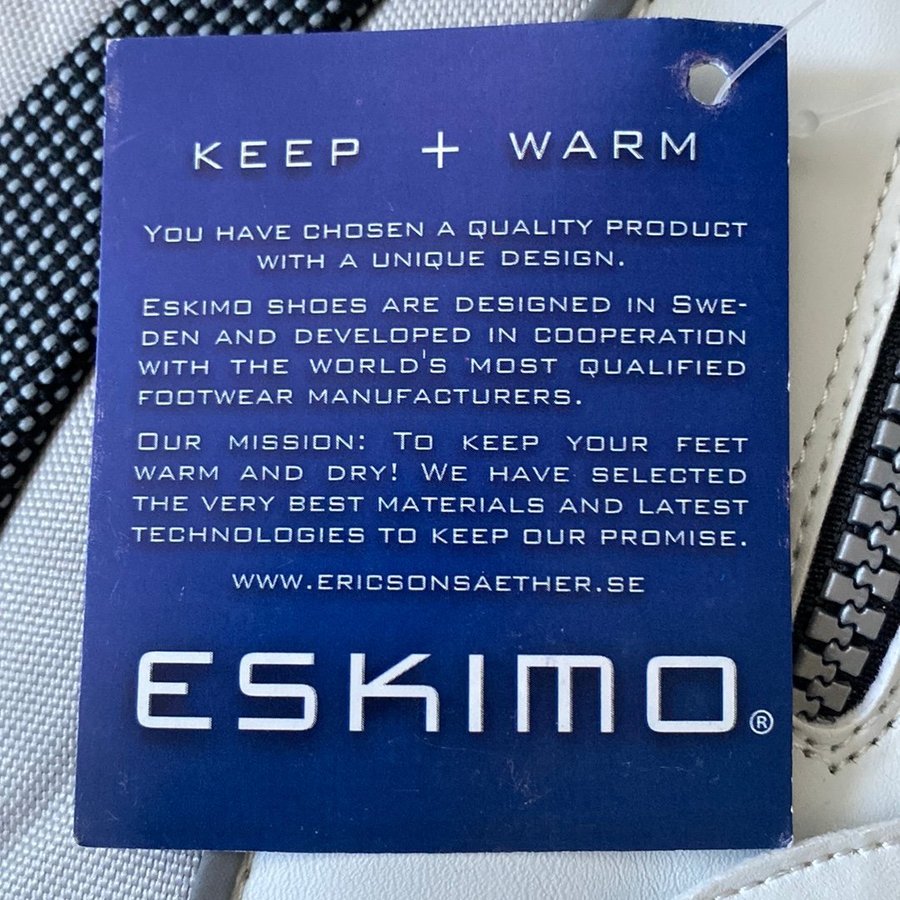 KEEP + WARM
YOU HAVE CHOSEN A QUALITY PRODUCT
WITH A UNIQUE DESIGN.
ESKIMO SHOES ARE DESIGNED IN SWE-
DEN AND DEVELOPED IN COOPERATION
WITH THE WORLD'S MOST QUALIFIED
FOOTWEAR MANUFACTURERS.
OUR MISSION: TO KEEP YOUR FEET
WARM AND DRY! WE HAVE SELECTED
THE VERY BEST MATERIALS AND LATEST
TECHNOLOGIES TO KEEP OUR PROMISE.
WWW.ERICSONSAETHER.SE
ESKIMO®